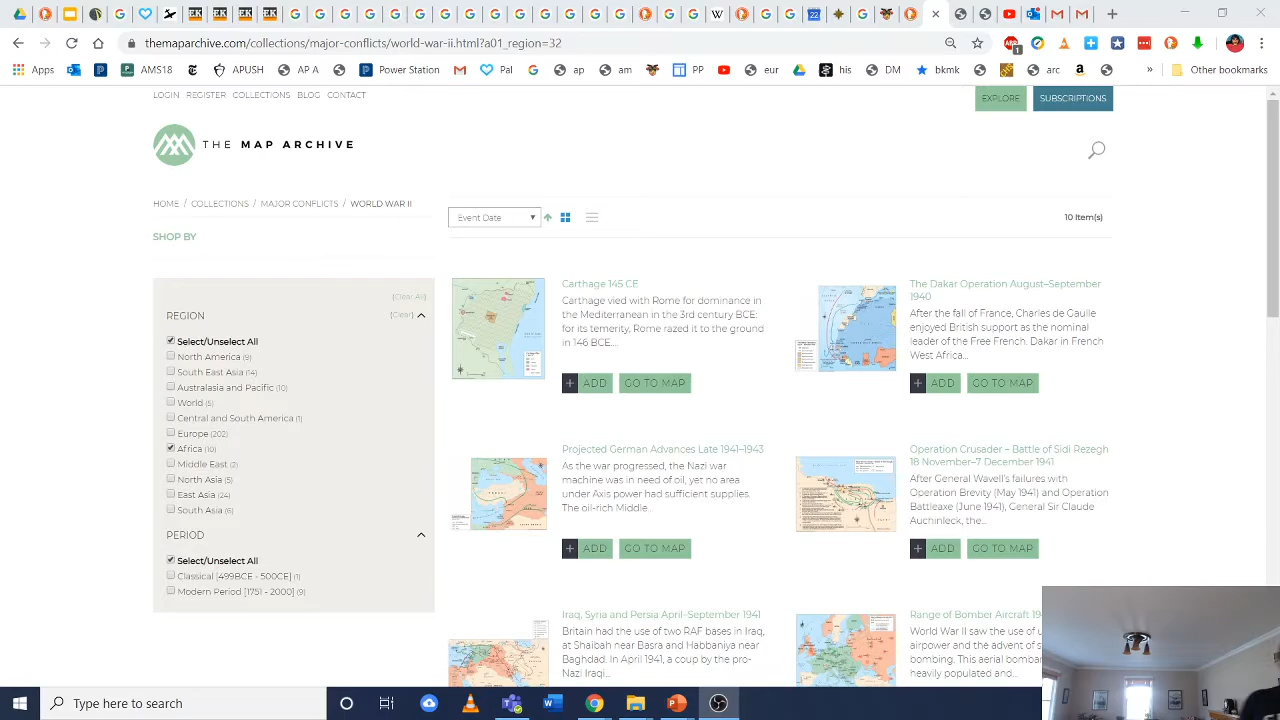 themaparchive.com/collections/major-conflicts/world-war-ii.html?a01_region=32
Apps
AMS18
APUSH
AP A
Power Station
Pal
ap
am
PP
eur
his
DM
bkmk
arc
»
Other bookmarks
LOGIN REGISTER COLLECTIONS BLOG CONTACT
EXPLORE
SUBSCRIPTIONS
THE MAP ARCHIVE
HOME / COLLECTIONS / MAJOR CONFLICTS / WORLD WAR II
Event Date
10 Item(s)
SHOP BY
(Clear All)
REGION
(Clear)
Select/Unselect All
North America (9)
South East Asia (14)
Australasia and Pacific (10)
World (5)
Central and South America (1)
Europe (202)
Africa (10)
Middle East (2)
North Asia (5)
East Asia (24)
South Asia (6)
PERIOD
Select/Unselect All
Classical [499BCE - 500CE] (1)
Modern Period [1751 - 2000] (9)
Carthage 145 CE
Carthage vied with Rome for dominance in
the Mediterranean in the 3rd century BCE:
for its temerity, Rome razed it to the ground
in 146 BCE....
+ ADD GO TO MAP
The Dakar Operation August–September
1940
After the fall of France, Charles de Gaulle
enjoyed British support as the nominal
leader of the Free French. Dakar in French
West Africa...
+ ADD GO TO MAP
Projected German Advances Late 1941–1943
As the war progressed, the Nazi war
machine was in need of oil, yet no area
under Axis power had sufficient supplies.
The oil-rich Middle...
+ ADD GO TO MAP
Operation Crusader – Battle of Sidi Rezegh
18 November–7 December 1941
After General Wavell's failures with
Operation Brevity (May 1941) and Operation
Battleaxe (June 1941), General Sir Claude
Auchinleck, the...
+ ADD GO TO MAP
Iraq, Syria and Persia April–September 1941
Britain had the use of two RAF bases in Iraq,
at Shaibah near Basra and Habbaniya near
Baghdad. In April 1941, a coup by the pro-
Nazi Iraqi...
Range of Bomber Aircraft
World War II saw the use of
airpower and the advent of
bombing. This aerial
heavily populated and...
Type here to search